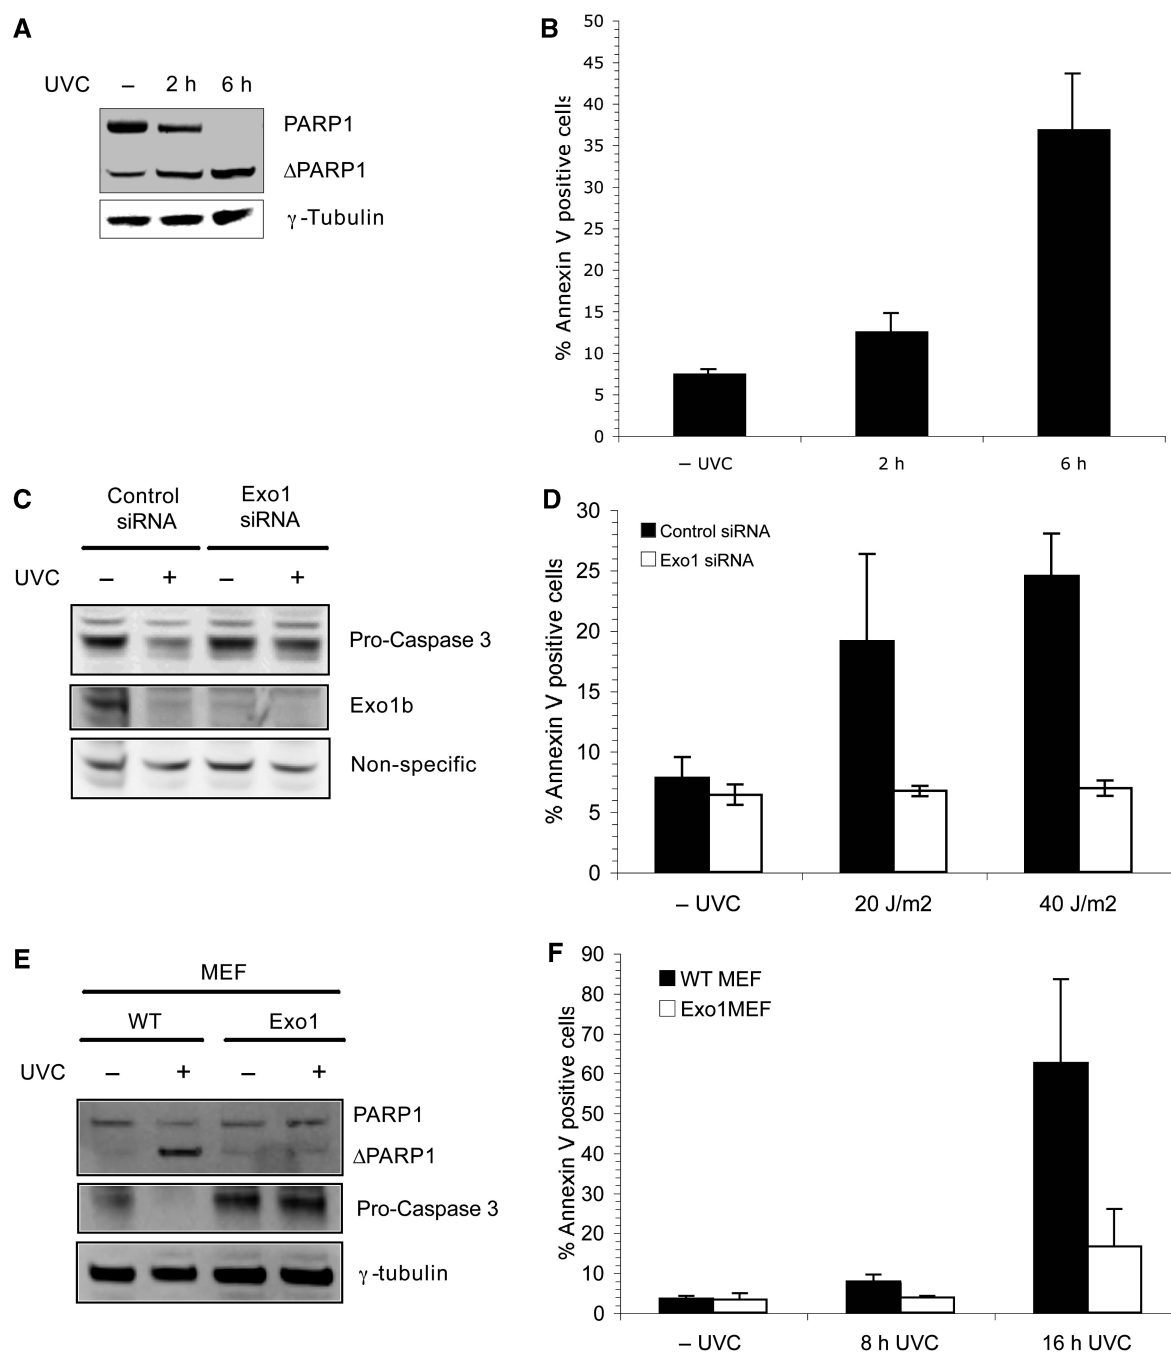 A
UVC – 2 h 6 h
PARP1
ΔPARP1
γ-Tubulin
B
% Annexin V positive cells
50
45
40
35
30
25
20
15
10
5
0
– UVC 2 h 6 h
C
Control siRNA
Exo1 siRNA
UVC – + – +
Pro-Caspase 3
Exo1b
Non-specific
D
% Annexin V positive cells
30
25
20
15
10
5
0
Control siRNA
Exo1 siRNA
– UVC 20 J/m2 40 J/m2
E
MEF
WT Exo1
UVC – + – +
PARP1
ΔPARP1
Pro-Caspase 3
γ-tubulin
F
% Annexin V positive cells
90
80
70
60
50
40
30
20
10
0
WT MEF
Exo1MEF
– UVC 8 h UVC 16 h UVC